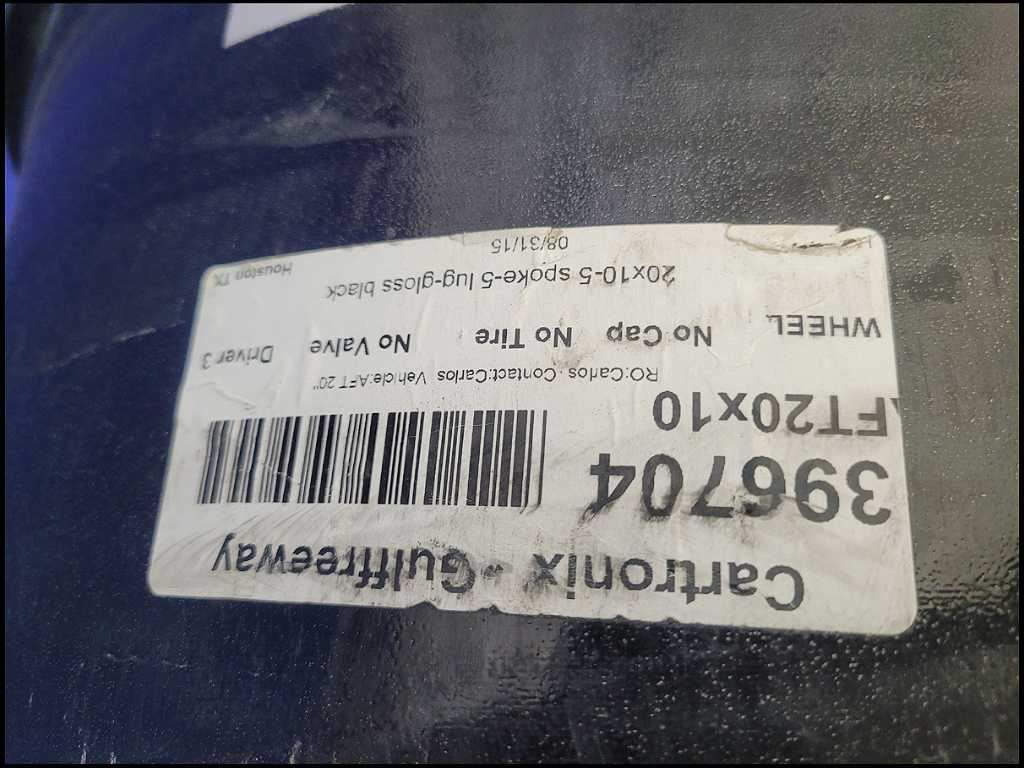 Cartronix - Gulffreeway
396704
AFT20x10
RO:Carlos Contact:Carlos Vehicle:AFT 20"
WHEEL No Cap No Tire No Valve Driver 3
20x10-5 spoke-5 lug-gloss black
08/31/15 Houston TX